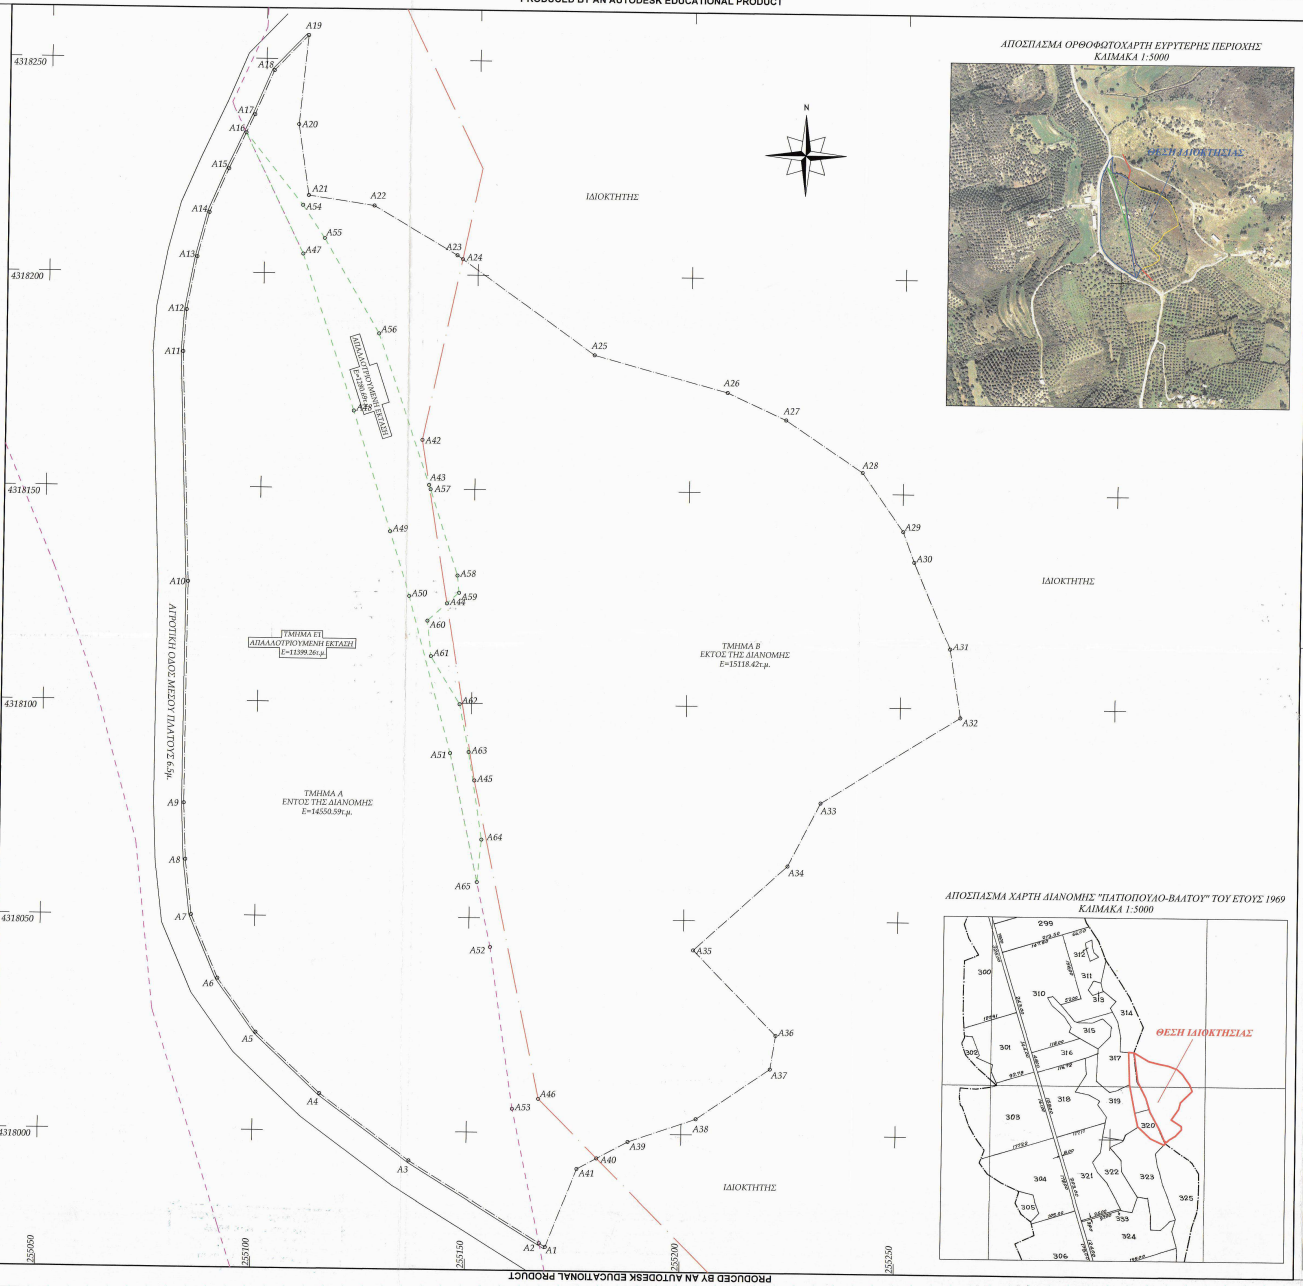 PRODUCED BY AN AUTODESK EDUCATIONAL PRODUCT
ΑΠΟΣΠΑΣΜΑ ΟΡΘΟΦΩΤΟΧΑΡΤΗ ΕΥΡΥΤΕΡΗΣ ΠΕΡΙΟΧΗΣ
ΚΛΙΜΑΚΑ 1:5000
ΘΕΣΗ ΙΔΙΟΚΤΗΣΙΑΣ
N
4318250
4318200
4318150
4318100
4318050
4318000
255050
255100
255150
255200
255250
A19
A18
A17
A16
A20
A15
A21
A22
A54
A14
A55
A47
A13
A23
A24
A12
A56
A11
A25
A26
A27
A42
A28
A43
A57
A49
A29
A30
A58
A10
A50
A59
A44
A60
A61
A31
A62
A32
A51
A63
A45
A9
A33
A64
A8
A34
A65
A7
A52
A35
A6
A5
A36
A37
A4
A46
A53
A38
A39
A40
A41
A3
A2
A1
ΙΔΙΟΚΤΗΤΗΣ
ΙΔΙΟΚΤΗΤΗΣ
ΙΔΙΟΚΤΗΤΗΣ
ΑΠΑΛΛΟΤΡΙΟΥΜΕΝΗ ΕΚΤΑΣΗ
A48
ΑΓΡΟΤΙΚΗ ΟΔΟΣ ΜΕΣΟΥ ΠΛΑΤΟΥΣ 6.5μ.
ΤΜΗΜΑ Ε1
ΑΠΑΛΛΟΤΡΙΟΥΜΕΝΗ ΕΚΤΑΣΗ
Ε=11399.26τ.μ.
ΤΜΗΜΑ Β
ΕΚΤΟΣ ΤΗΣ ΔΙΑΝΟΜΗΣ
Ε=15118.42τ.μ.
ΤΜΗΜΑ Α
ΕΝΤΟΣ ΤΗΣ ΔΙΑΝΟΜΗΣ
Ε=14550.59τ.μ.
ΑΠΟΣΠΑΣΜΑ ΧΑΡΤΗ ΔΙΑΝΟΜΗΣ "ΠΑΤΙΟΠΟΥΛΟ-ΒΑΛΤΟΥ" ΤΟΥ ΕΤΟΥΣ 1969
ΚΛΙΜΑΚΑ 1:5000
ΘΕΣΗ ΙΔΙΟΚΤΗΣΙΑΣ
299
300
312
311
310
313
314
315
302
301
316
317
318
319
303
320
304
321
322
323
305
325
333
324
306
PRODUCED BY AN AUTODESK EDUCATIONAL PRODUCT